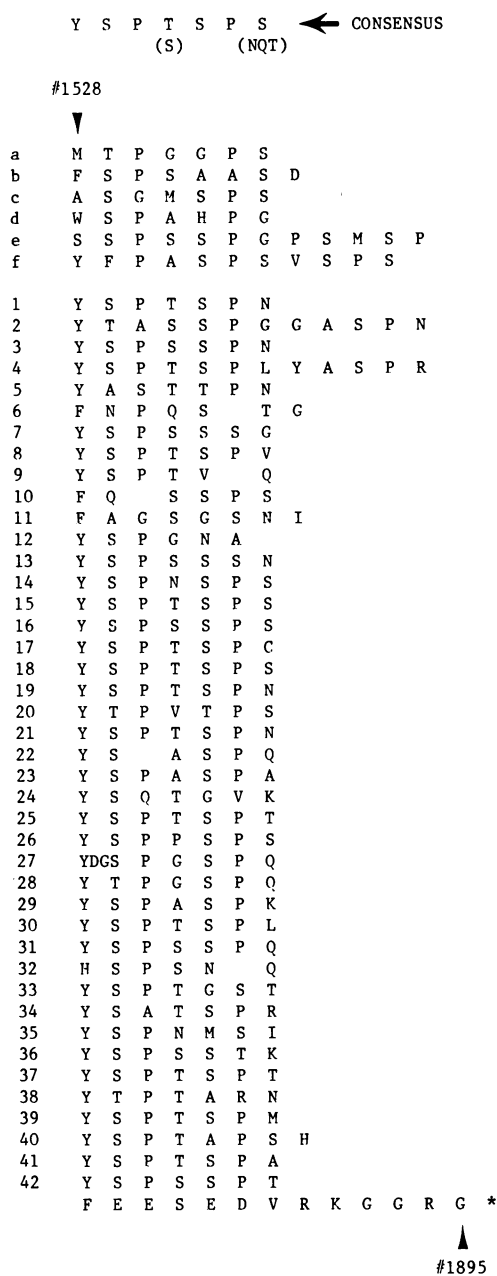 Y S P T S P S ← CONSENSUS
(S) (NQT)
#1528
a M T P G G P S
b F S P S A A S D
c A S G M S P S
d W S P A H P G
e S S P S S P G P S M S P
f Y F P A S P S V S P S
1 Y S P T S P N
2 Y T A S S P G G A S P N
3 Y S P S S P N
4 Y S P T S P L Y A S P R
5 Y A S T T P N
6 F N P Q S T G
7 Y S P S S S G
8 Y S P T S P V
9 Y S P T V Q
10 F Q S S P S
11 F A G S G S N I
12 Y S P G N A
13 Y S P S S S N
14 Y S P N S P S
15 Y S P T S P S
16 Y S P S S P S
17 Y S P T S P C
18 Y S P T S P S
19 Y S P T S P N
20 Y T P V T P S
21 Y S P T S P N
22 Y S A S P Q
23 Y S P A S P A
24 Y S Q T G V K
25 Y S P T S P T
26 Y S P P S P S
27 YDGS P G S P Q
28 Y T P G S P Q
29 Y S P A S P K
30 Y S P T S P L
31 Y S P S S P Q
32 H S P S N Q
33 Y S P T G S T
34 Y S A T S P R
35 Y S P N M S I
36 Y S P S S T K
37 Y S P T S P T
38 Y T P T A R N
39 Y S P T S P M
40 Y S P T A P S H
41 Y S P T S P A
42 Y S P S S P T
F E E S E D V R K G G R G *
#1895